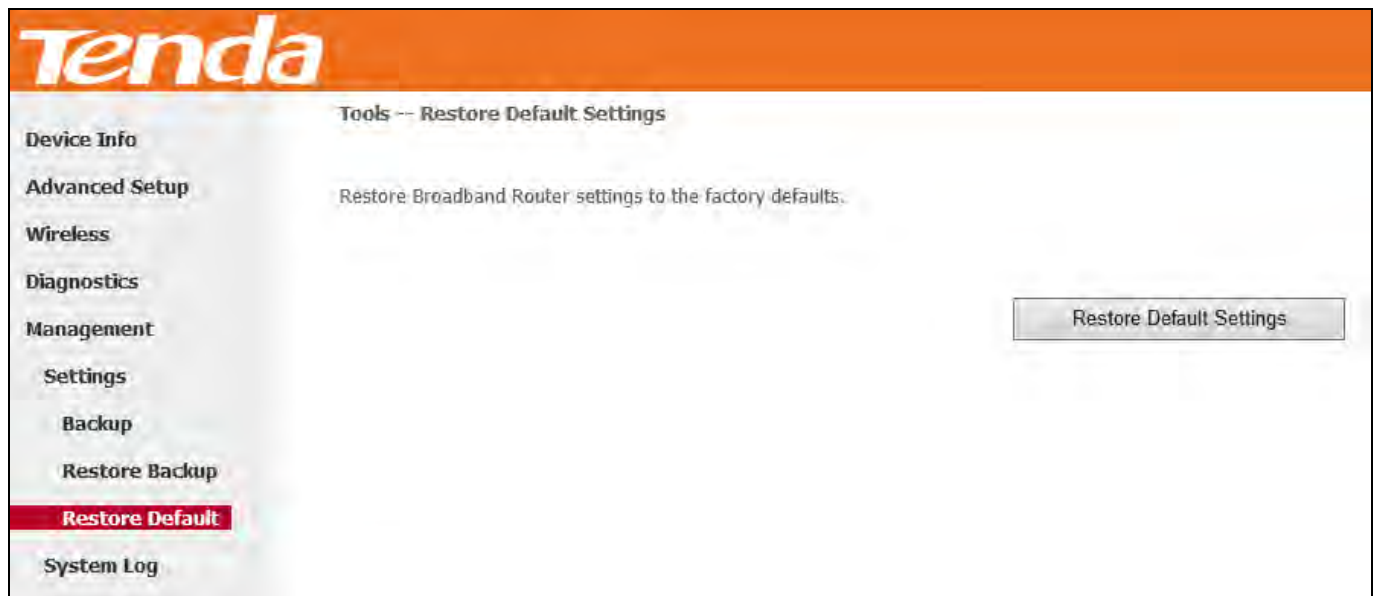 Tenda
Device Info
Advanced Setup
Wireless
Diagnostics
Management
Settings
Backup
Restore Backup
Restore Default
System Log
Tools -- Restore Default Settings
Restore Broadband Router settings to the factory defaults.
Restore Default Settings